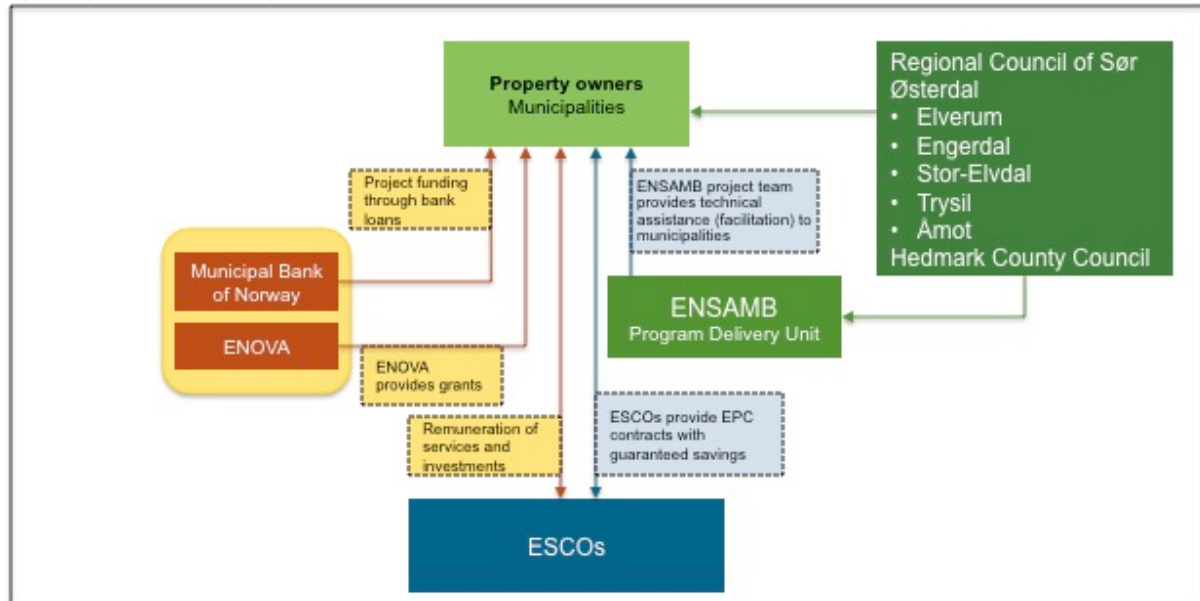 Property owners
Municipalities
Regional Council of Sør
Østerdal
• Elverum
• Engerdal
• Stor-Elvdal
• Trysil
• Åmot
Hedmark County Council
Project funding
through bank
loans
ENSAMB project team
provides technical
assistance (facilitation) to
municipalities
Municipal Bank
of Norway
ENOVA
ENSAMB
Program Delivery Unit
ENOVA
provides grants
Remuneration of
services and
investments
ESCOs provide EPC
contracts with
guaranteed savings
ESCOs